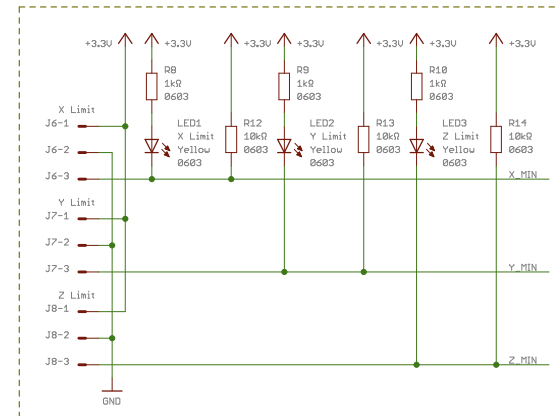 +3.3V
+3.3V
+3.3V
+3.3V
+3.3V
+3.3V
+3.3V
R8
1kΩ
0603
R9
1kΩ
0603
R10
1kΩ
0603
X Limit
J6-1
J6-2
J6-3
LED1
X Limit
Yellow
0603
R12
10kΩ
0603
LED2
Y Limit
Yellow
0603
R13
10kΩ
0603
LED3
Z Limit
Yellow
0603
R14
10kΩ
0603
X_MIN
Y Limit
J7-1
J7-2
J7-3
Y_MIN
Z Limit
J8-1
J8-2
J8-3
Z_MIN
GND